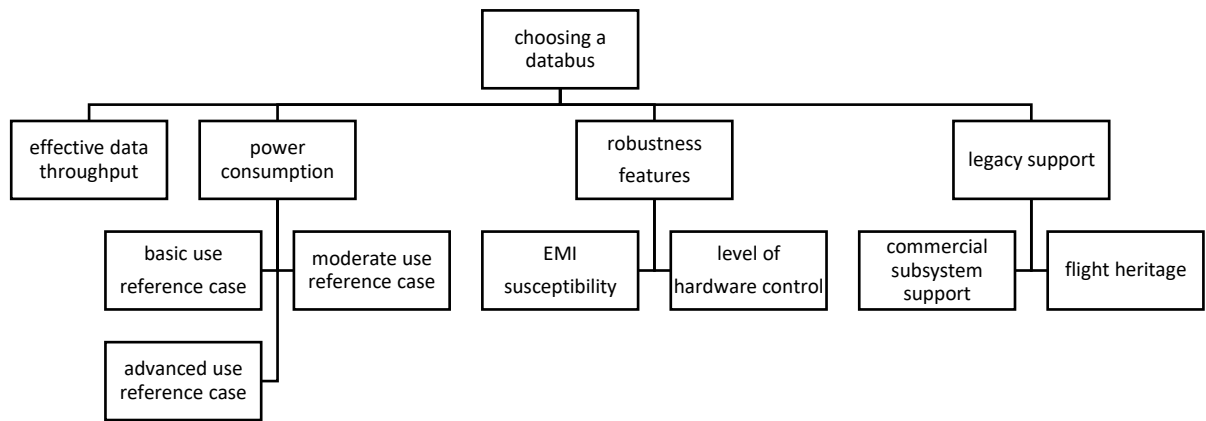 choosing a
databus
effective data
throughput
power
consumption
robustness
features
legacy support
basic use
reference case
moderate use
reference case
EMI
susceptibility
level of
hardware control
commercial
subsystem
support
flight heritage
advanced use
reference case